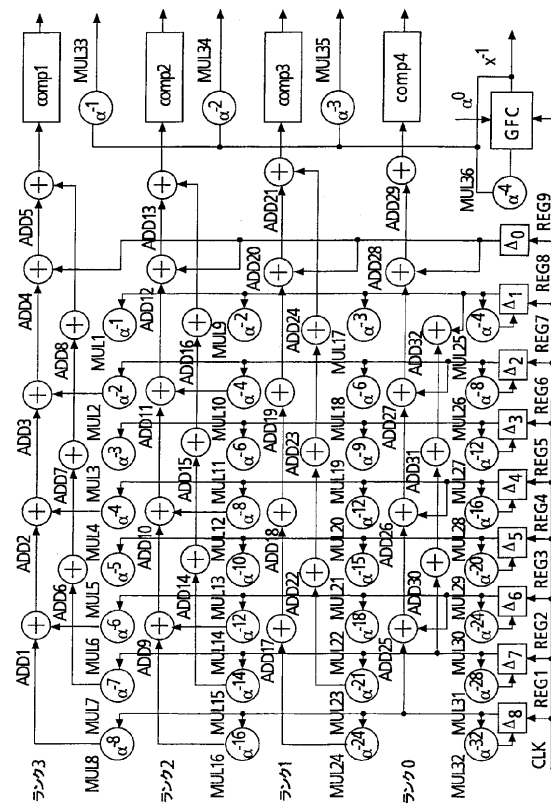 ランク3
ADD1
ADD2
ADD3
ADD4
ADD5
comp1
MUL33
α-1
ADD6
ADD7
ADD8
MUL8
α-8
MUL7
α-7
MUL6
α-6
MUL5
α-5
MUL4
α-4
MUL3
α-3
MUL2
α-2
MUL1
α-1
ランク2
ADD9
ADD10
ADD11
ADD12
ADD13
comp2
MUL34
α-2
ADD14
ADD15
ADD16
MUL16
α-16
MUL15
α-14
MUL14
α-12
MUL13
α-10
MUL12
α-8
MUL11
α-6
MUL10
α-4
MUL9
α-2
ランク1
ADD17
ADD18
ADD19
ADD20
ADD21
comp3
MUL35
α-3
ADD22
ADD23
ADD24
MUL24
α-24
MUL23
α-21
MUL22
α-18
MUL21
α-15
MUL20
α-12
MUL19
α-9
MUL18
α-6
MUL17
α-3
ランク0
ADD25
ADD26
ADD27
ADD28
ADD29
comp4
ADD30
ADD31
ADD32
MUL32
α-32
MUL31
α-28
MUL30
α-24
MUL29
α-20
MUL28
α-16
MUL27
α-12
MUL26
α-8
MUL25
α-4
MUL36
α-4
GFC
α0
x-1
Δ8
Δ7
Δ6
Δ5
Δ4
Δ3
Δ2
Δ1
Δ0
CLK
REG1
REG2
REG3
REG4
REG5
REG6
REG7
REG8
REG9